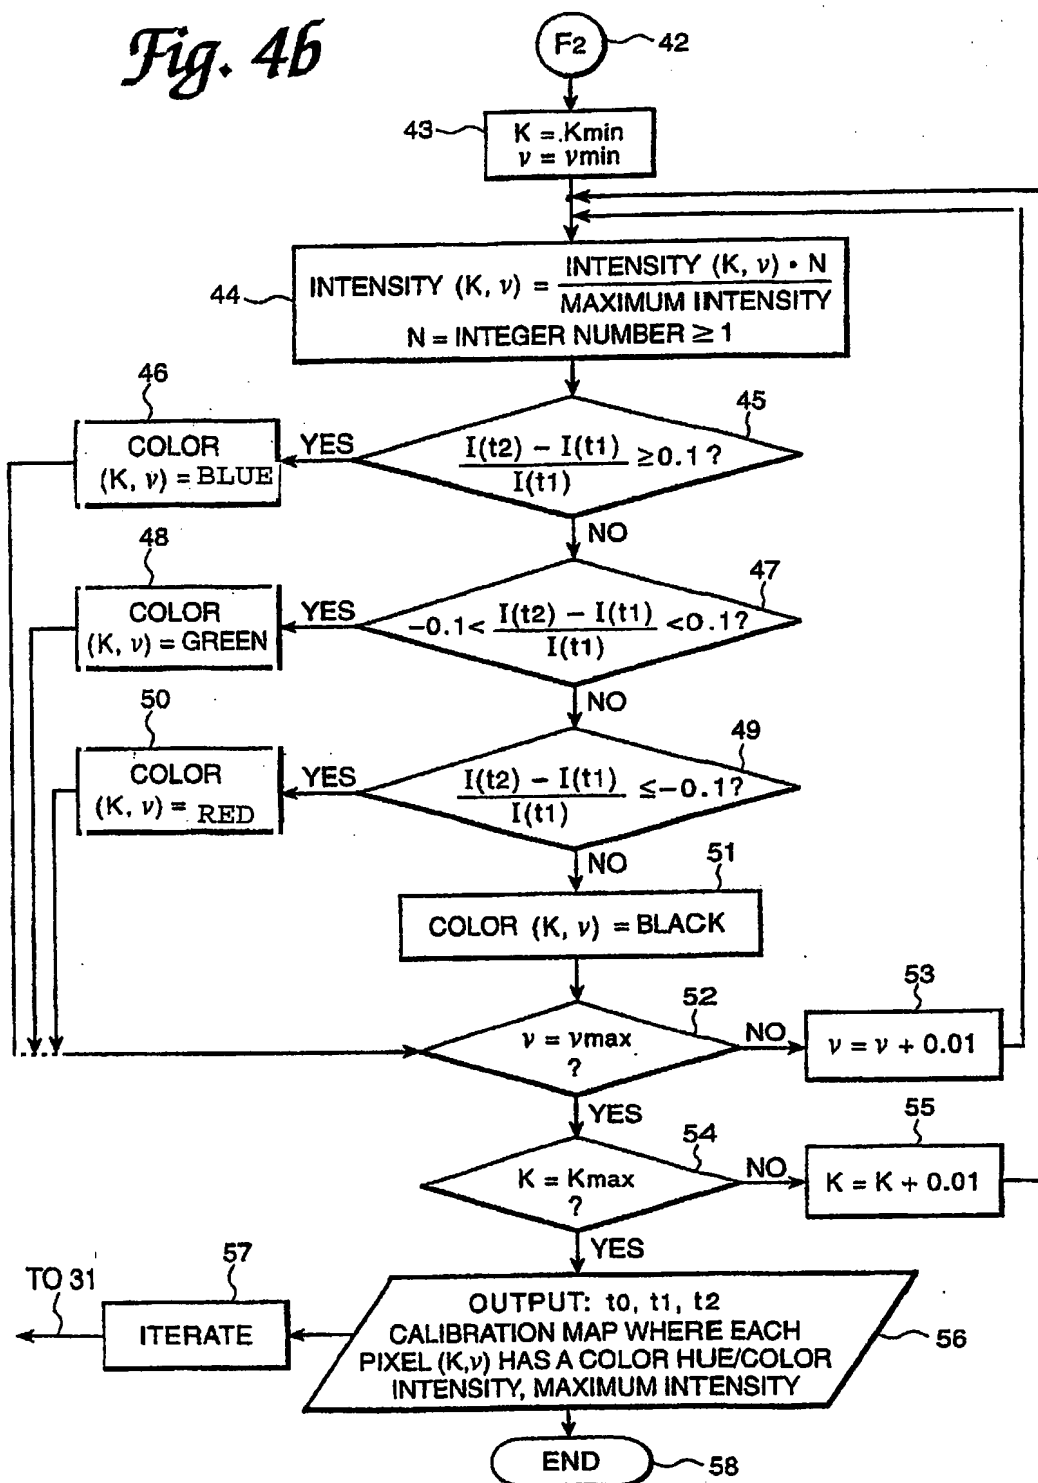 Fig. 4b
F2
42
43
K = Kmin
ν = νmin
44
INTENSITY (K, ν) = INTENSITY (K, ν) • N / MAXIMUM INTENSITY
N = INTEGER NUMBER ≥ 1
46
45
COLOR
(K, ν) = BLUE
YES
I(t2) − I(t1) / I(t1) ≥0.1?
NO
48
47
COLOR
(K, ν) = GREEN
YES
−0.1< I(t2) − I(t1) / I(t1) <0.1?
NO
50
49
COLOR
(K, ν) = RED
YES
I(t2) − I(t1) / I(t1) ≤−0.1?
NO
51
COLOR (K, ν) = BLACK
52
53
ν = νmax
?
NO
ν = ν + 0.01
YES
54
55
K = Kmax
?
NO
K = K + 0.01
YES
57
TO 31
ITERATE
OUTPUT: t0, t1, t2
CALIBRATION MAP WHERE EACH
PIXEL (K,ν) HAS A COLOR HUE/COLOR
INTENSITY, MAXIMUM INTENSITY
56
END
58